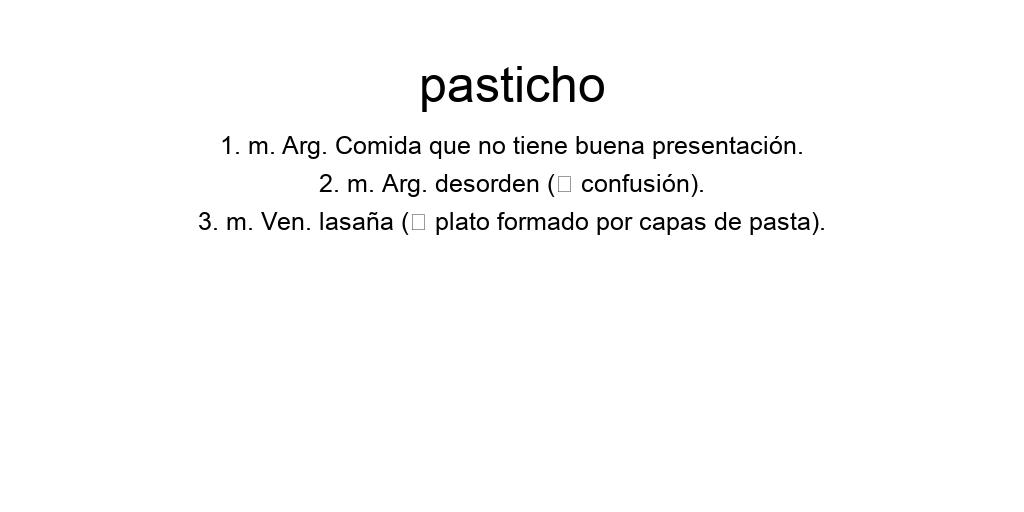 pasticho
1. m. Arg. Comida que no tiene buena presentación.
2. m. Arg. desorden (□ confusión).
3. m. Ven. lasaña (□ plato formado por capas de pasta).